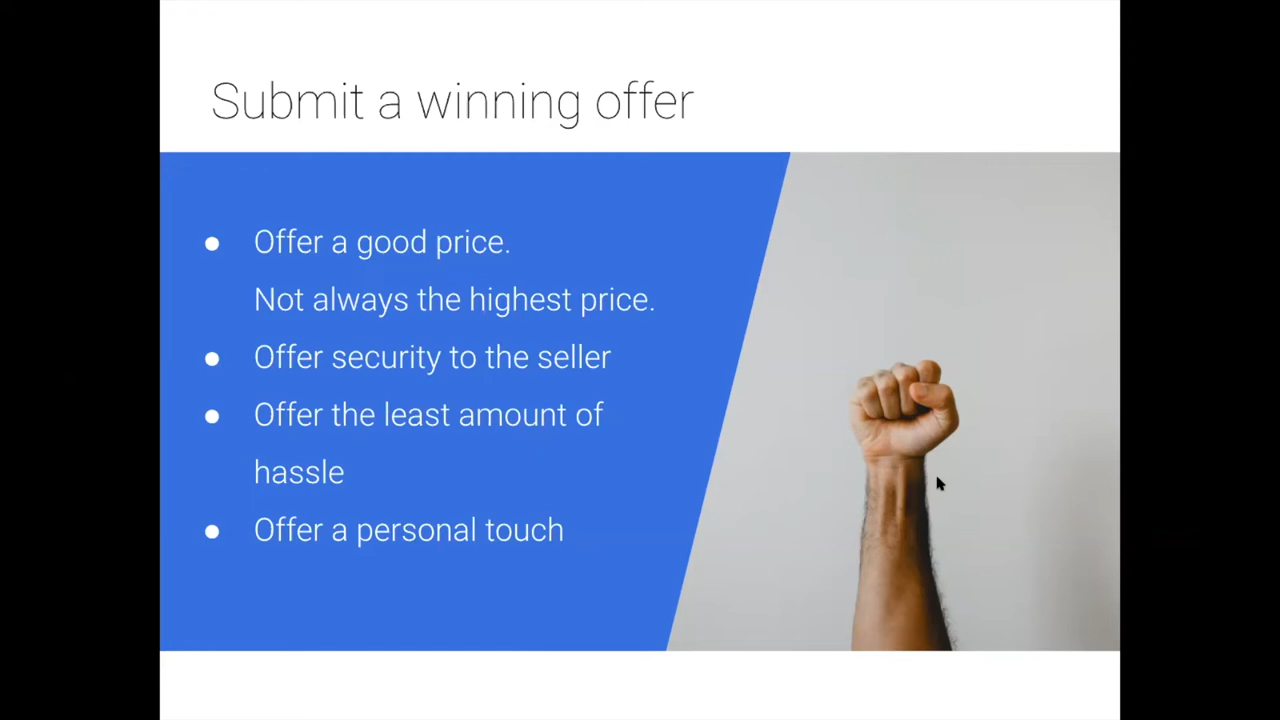 Submit a winning offer
● Offer a good price.
Not always the highest price.
● Offer security to the seller
● Offer the least amount of
hassle
● Offer a personal touch